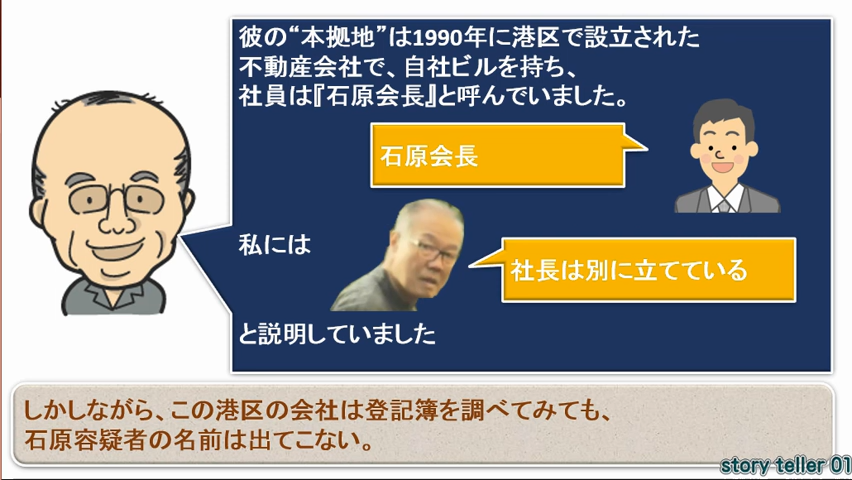 彼の“本拠地”は1990年に港区で設立された
不動産会社で、自社ビルを持ち、
社員は『石原会長』と呼んでいました。
石原会長
私には
社長は別に立てている
と説明していました
しかしながら、この港区の会社は登記簿を調べてみても、
石原容疑者の名前は出てこない。
story teller 01